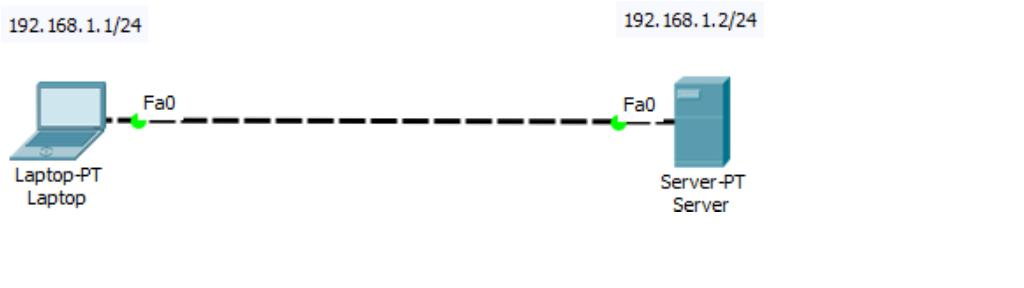 192.168.1.1/24
192.168.1.2/24
Fa0
Fa0
Laptop-PT
Laptop
Server-PT
Server